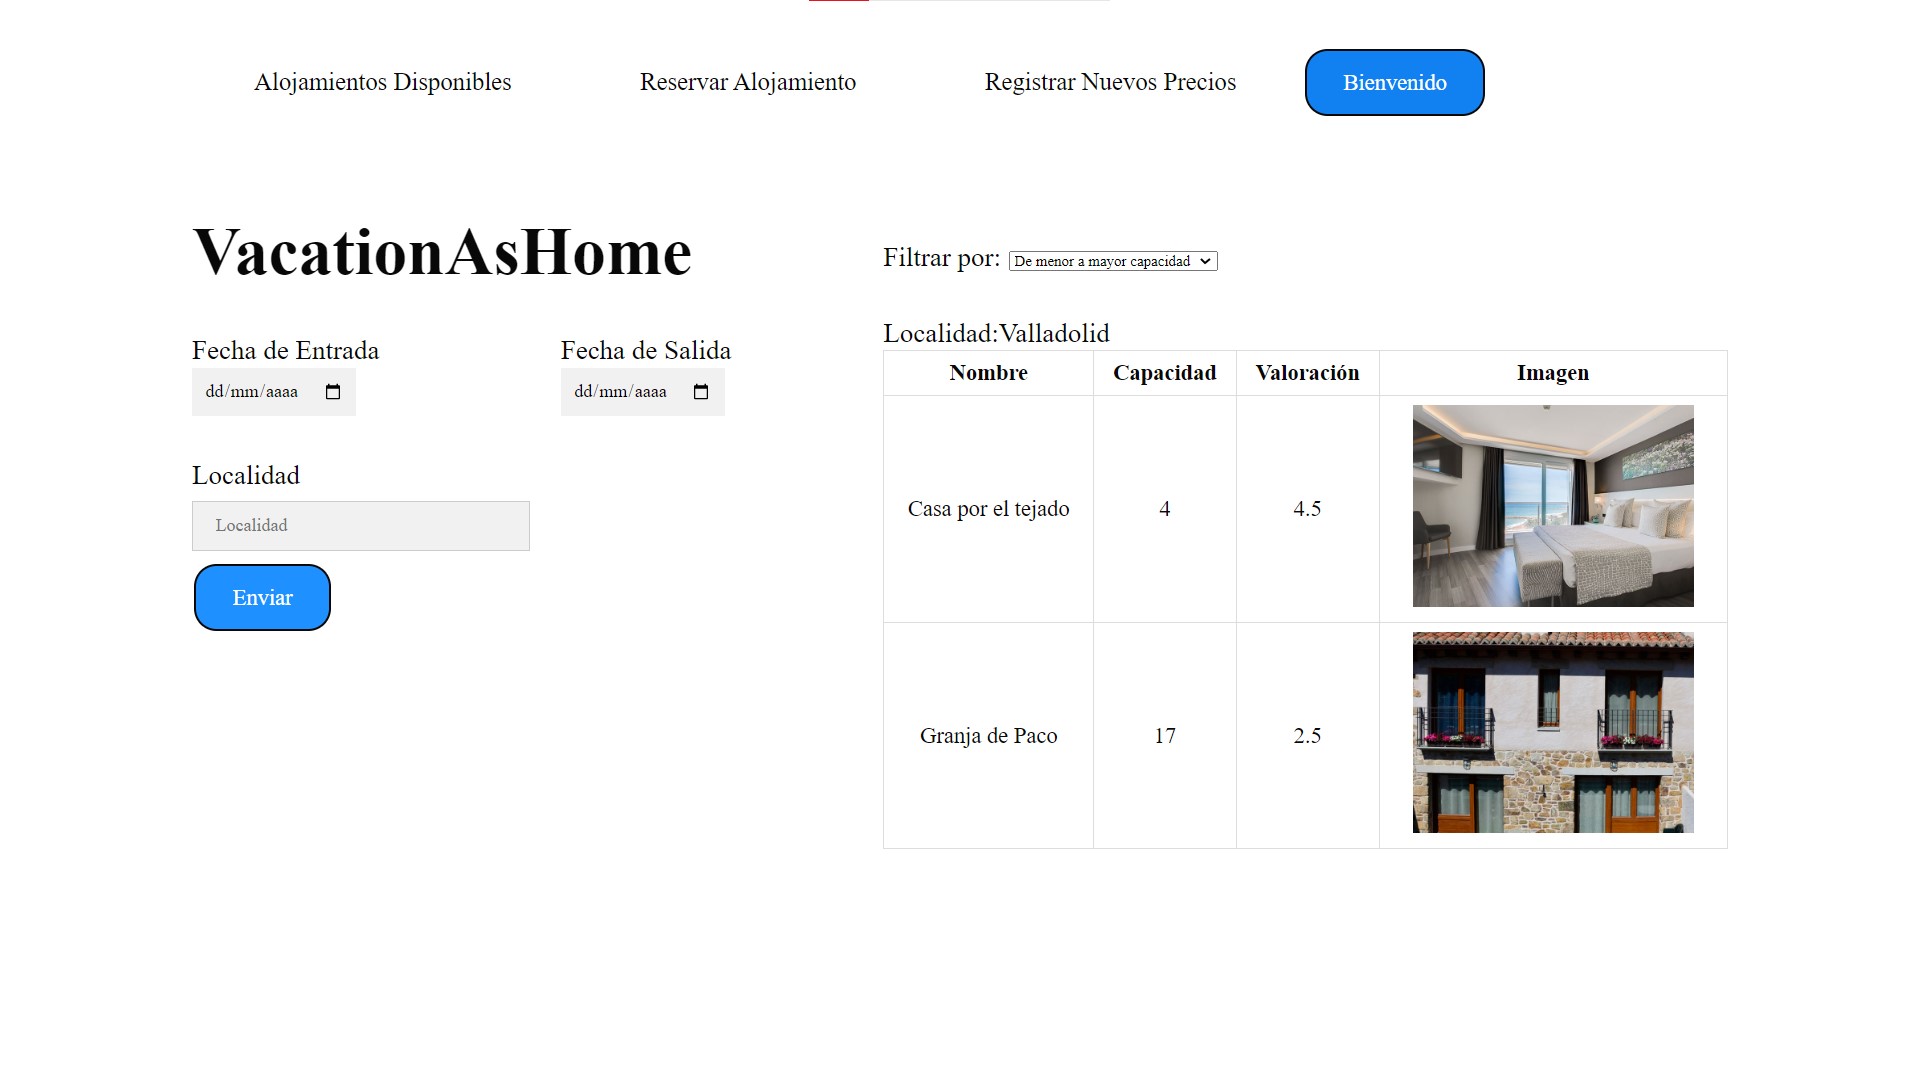 Alojamientos Disponibles
Reservar Alojamiento
Registrar Nuevos Precios
Bienvenido
VacationAsHome
Fecha de Entrada
Fecha de Salida
dd/mm/aaaa
dd/mm/aaaa
Localidad
Localidad
Enviar
Filtrar por: De menor a mayor capacidad
Localidad:Valladolid
Nombre Capacidad Valoración Imagen
Casa por el tejado 4 4.5
Granja de Paco 17 2.5